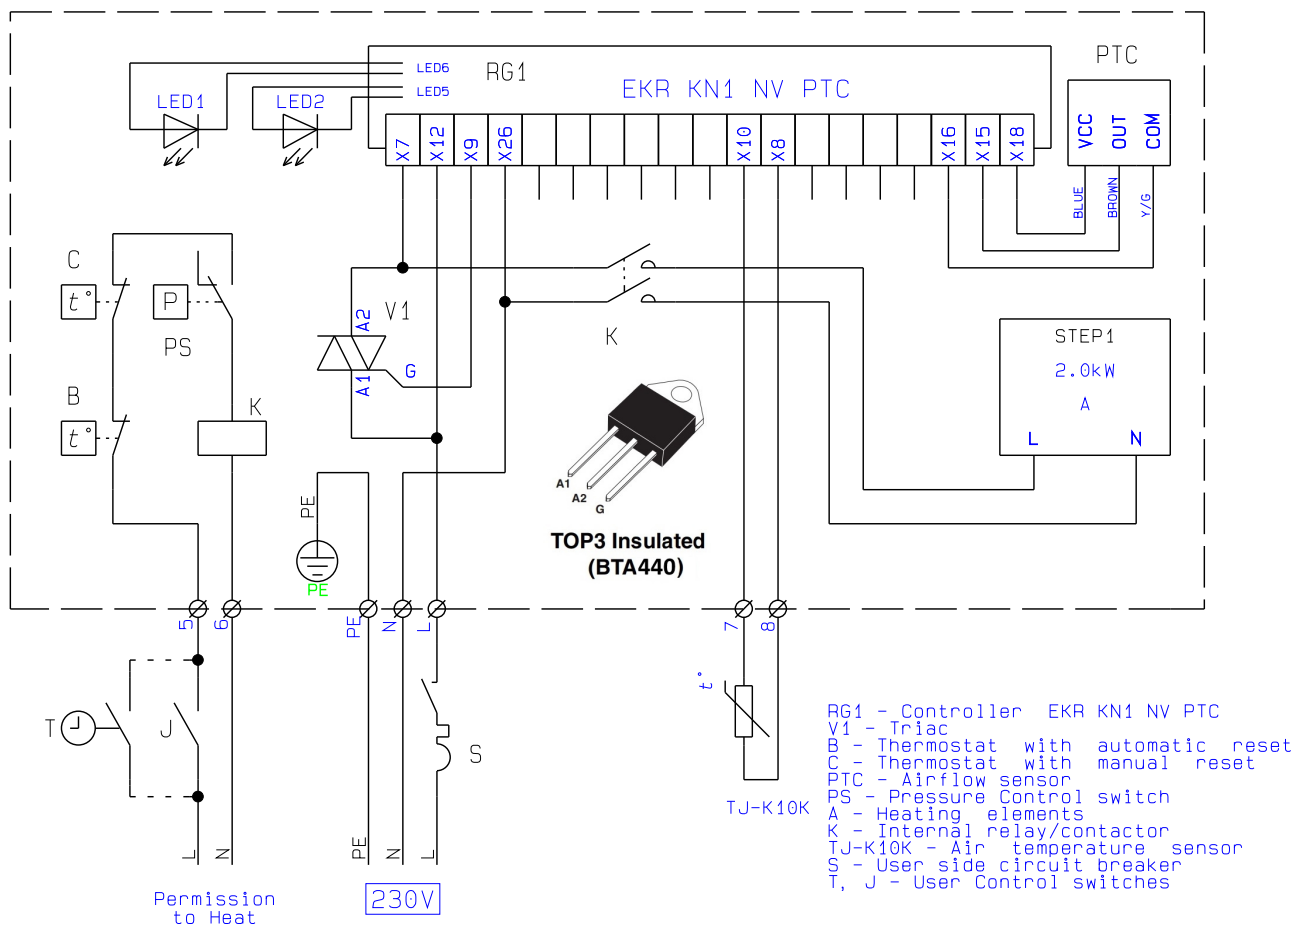 PTC
LED6
RG1
LED5
EKR KN1 NV PTC
LED1
LED2
X7
X12
X9
X26
X10
X8
X16
X15
X18
VCC
OUT
COM
BLUE
BROWN
Y/G
C
t°
P
PS
B
t°
K
V1
A2
A1
G
K
STEP1
2.0kW
A
L
N
A1
A2
G
TOP3 Insulated
(BTA440)
PE
PE
5
6
PE
N
L
7
8
T
J
S
t°
TJ-K10K
L
N
PE
N
L
Permission
to Heat
230V
RG1 - Controller EKR KN1 NV PTC
V1 - Triac
B - Thermostat with automatic reset
C - Thermostat with manual reset
PTC - Airflow sensor
PS - Pressure Control switch
A - Heating elements
K - Internal relay/contactor
TJ-K10K - Air temperature sensor
S - User side circuit breaker
T, J - User Control switches